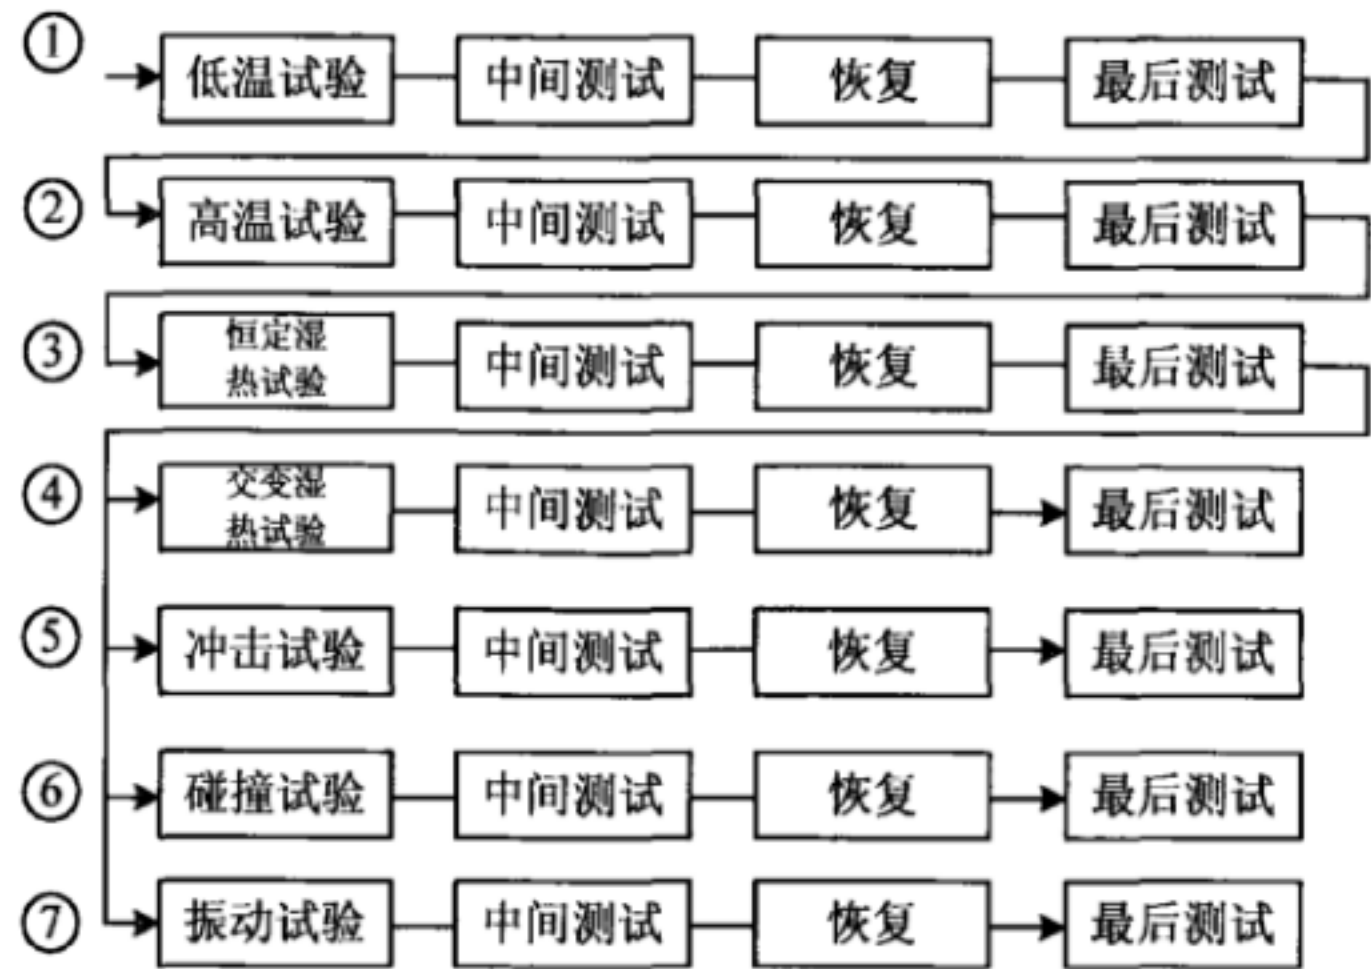 ①
低温试验 中间测试 恢复 最后测试
②
高温试验 中间测试 恢复 最后测试
③
恒定湿
热试验
中间测试 恢复 最后测试
④
交变湿
热试验
中间测试 恢复 最后测试
⑤
冲击试验 中间测试 恢复 最后测试
⑥
碰撞试验 中间测试 恢复 最后测试
⑦
振动试验 中间测试 恢复 最后测试